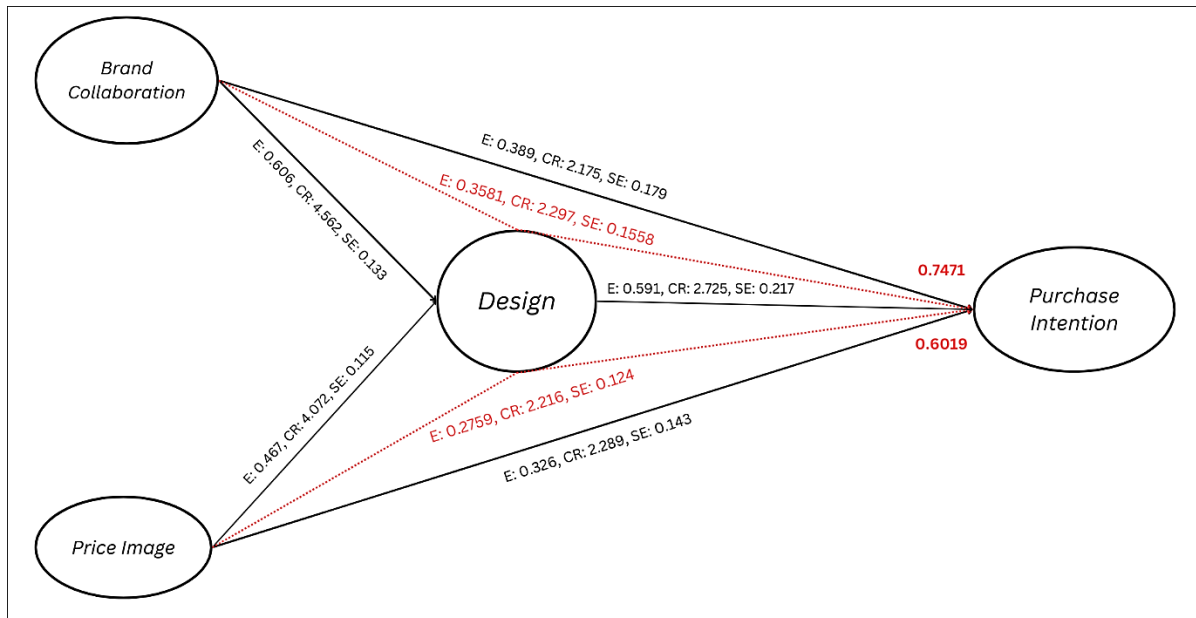 Brand
Collaboration
E: 0.389, CR: 2.175, SE: 0.179
E: 0.3581, CR: 2.297, SE: 0.1558
E: 0.606, CR: 4.562, SE: 0.133
0.7471
Design
E: 0.591, CR: 2.725, SE: 0.217
Purchase
Intention
0.6019
E: 0.467, CR: 4.072, SE: 0.115
E: 0.2759, CR: 2.216, SE: 0.124
E: 0.326, CR: 2.289, SE: 0.143
Price Image